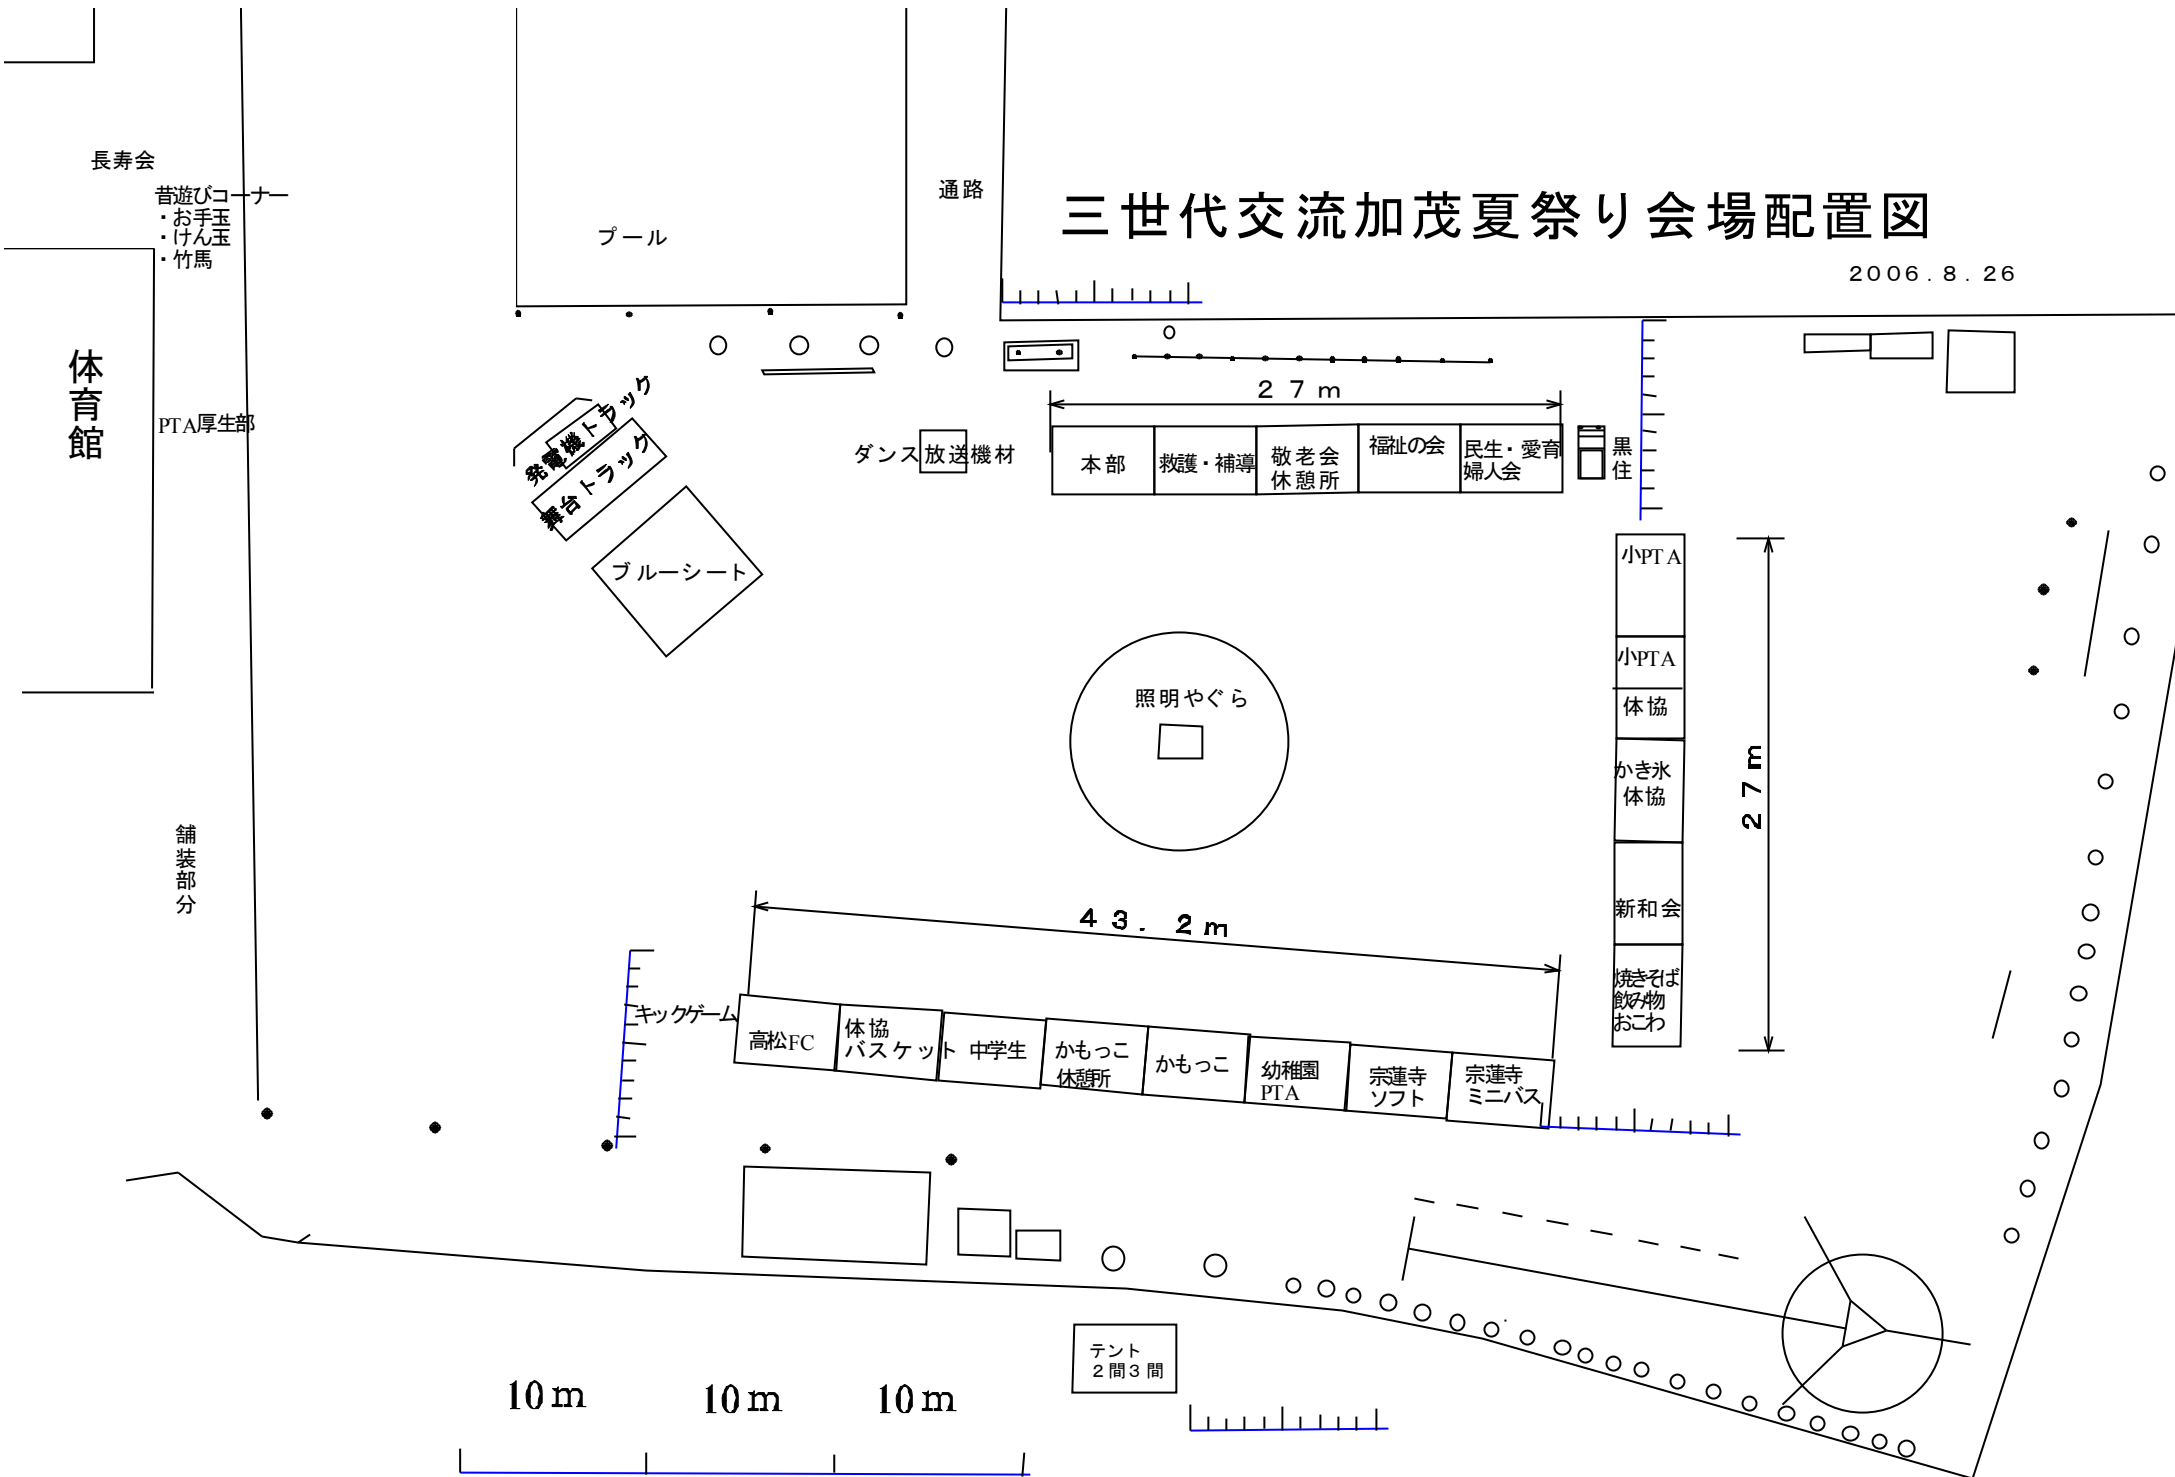 三世代交流加茂夏祭り会場配置図
2006.8.26
長寿会
昔遊びコーナー
・お手玉
・けん玉
・竹馬
プール
通路
体育館
PTA厚生部
発電機トラック
舞台トラック
ブルーシート
ダンス放送機材
27m
本部
救護・補導
敬老会
休憩所
福祉の会
民生・愛育
婦人会
黒住
小PTA
小PTA
体協
かき氷
体協
新和会
焼きそば
飲み物
おこわ
27m
照明やぐら
舗装部分
43.2m
キックゲーム
高松FC
体協
バスケット
中学生
かもっこ
休憩所
かもっこ
幼稚園
PTA
宗蓮寺
ソフト
宗蓮寺
ミニバス
テント
2間3間
10m
10m
10m